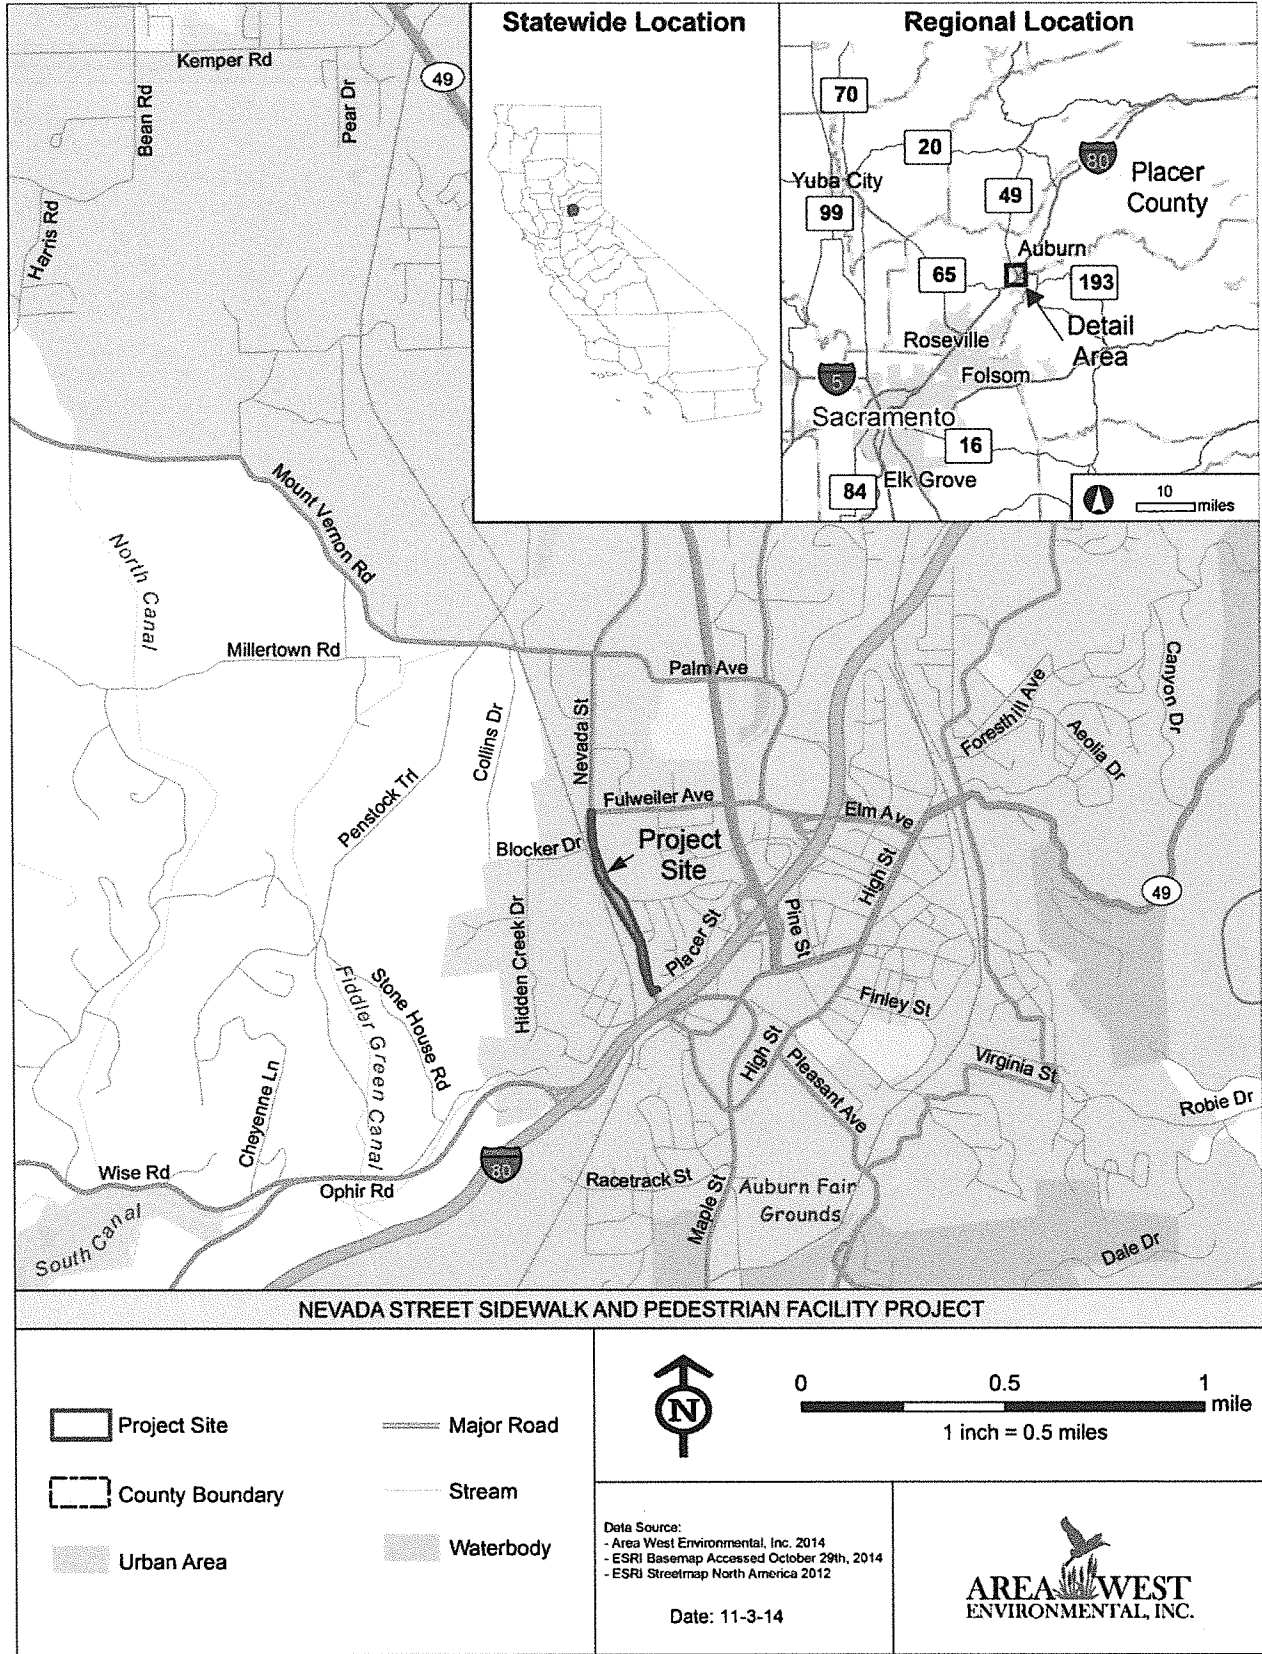 Statewide Location
Regional Location
70
20
80
Placer
County
Yuba City
49
99
Auburn
65
193
Detail
Area
Roseville
Folsom
5
Sacramento
16
Elk Grove
84
10
miles
Kemper Rd
49
Bean Rd
Pear Dr
Harris Rd
Mount Vernon Rd
North Canal
Millertown Rd
Palm Ave
Canyon Dr
Foresthill Ave
Aeolia Dr
Nevada St
Collins Dr
Penstock Trl
Fulweiler Ave
Elm Ave
Blocker Dr
Project
Site
High St
49
Hidden Creek Dr
Placer St
Pine St
Stone House Rd
Fiddler Green Canal
Finley St
High St
Pleasant Ave
Virginia St
Cheyenne Ln
Robie Dr
80
Wise Rd
Ophir Rd
Racetrack St
Maple St
Auburn Fair
Grounds
South Canal
Dale Dr
NEVADA STREET SIDEWALK AND PEDESTRIAN FACILITY PROJECT
Project Site
Major Road
County Boundary
Stream
Urban Area
Waterbody
N
0 0.5 1
mile
1 inch = 0.5 miles
Data Source:
- Area West Environmental, Inc. 2014
- ESRI Basemap Accessed October 29th, 2014
- ESRI Streetmap North America 2012
Date: 11-3-14
AREA WEST
ENVIRONMENTAL, INC.